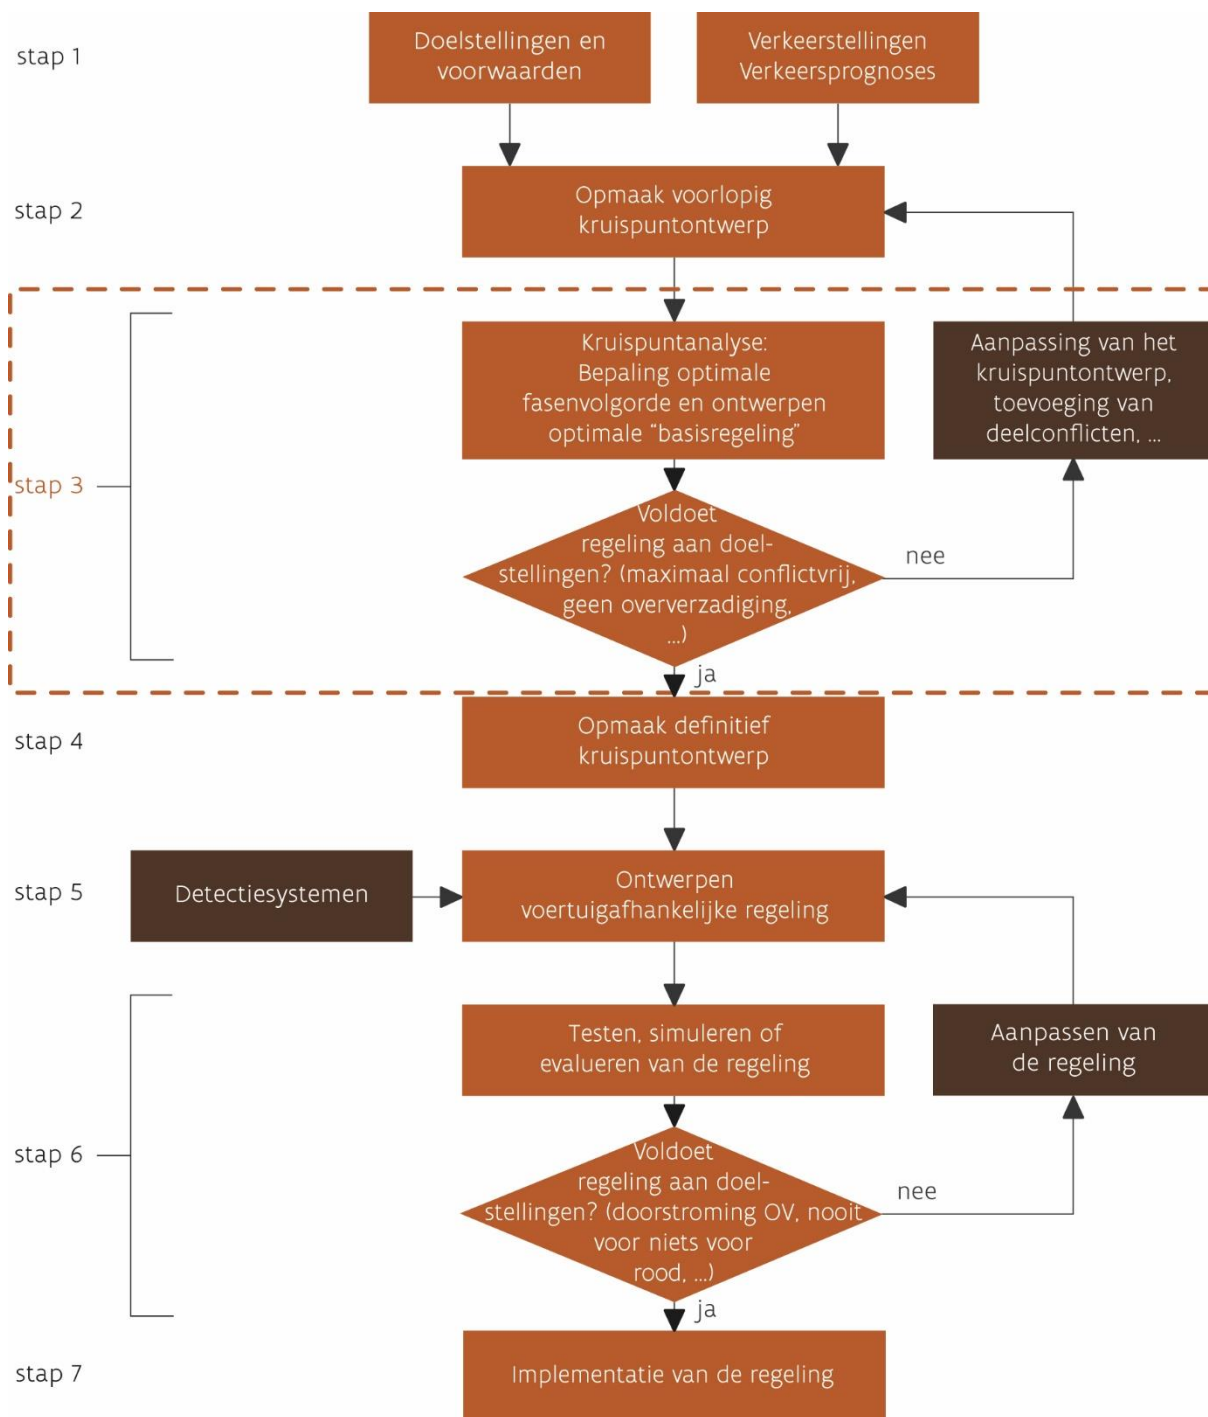 stap 1
Doelstellingen en
voorwaarden
Verkeerstellingen
Verkeersprognoses
stap 2
Opmaak voorlopig
kruispuntontwerp
stap 3
Kruispuntanalyse:
Bepaling optimale
fasenvolgorde en ontwerpen
optimale “basisregeling”
Aanpassing van het
kruispuntontwerp,
toevoeging van
deelconflicten, ...
Voldoet
regeling aan doel-
stellingen? (maximaal conflictvrij,
geen oververzadiging,
...)
nee
ja
stap 4
Opmaak definitief
kruispuntontwerp
stap 5
Detectiesystemen
Ontwerpen
voertuigafhankelijke regeling
stap 6
Testen, simuleren of
evalueren van de regeling
Aanpassen van
de regeling
Voldoet
regeling aan doel-
stellingen? (doorstroming OV, nooit
voor niets voor
rood, ...)
nee
ja
stap 7
Implementatie van de regeling